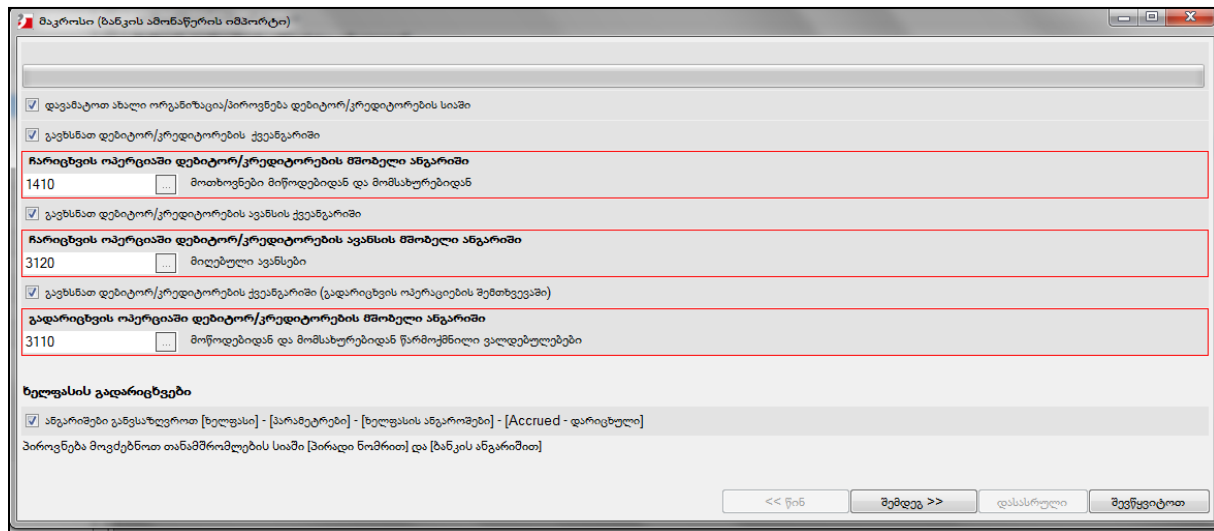 მაკროსი (ბანკის ამონაწერის იმპორტი)
დავამატოთ ახალი ორგანიზაცია/პიროვნება დებიტორ/კრედიტორების სიაში
გავხსნათ დებიტორ/კრედიტორების ქვეანგარიში
ჩარიცხვის ოპერციაში დებიტორ/კრედიტორების მშობელი ანგარიში
1410 ... მოთხოვნები მიწოდებიდან და მომსახურებიდან
გავხსნათ დებიტორ/კრედიტორების ავანსის ქვეანგარიში
ჩარიცხვის ოპერციაში დებიტორ/კრედიტორების ავანსის მშობელი ანგარიში
3120 ... მიღებული ავანსები
გავხსნათ დებიტორ/კრედიტორების ქვეანგარიში (გადარიცხვის ოპერაციების შემთხვევაში)
გადარიცხვის ოპერციაში დებიტორ/კრედიტორების მშობელი ანგარიში
3110 ... მოწოდებიდან და მომსახურებიდან წარმოქმნილი ვალდებულებები
ხელფასის გადარიცხვები
ანგარიშები განვსაზღვროთ [ხელფასი] - [პარამეტრები] - [ხელფასის ანგაროშები] - [Accrued - დარიცხული]
პიროვნება მოვძებნოთ თანამშრომლების სიაში [პირადი ნომრით] და [ბანკის ანგარიშით]
<< წინ შემდეგ >> დასასრული შევწყვიტოთ